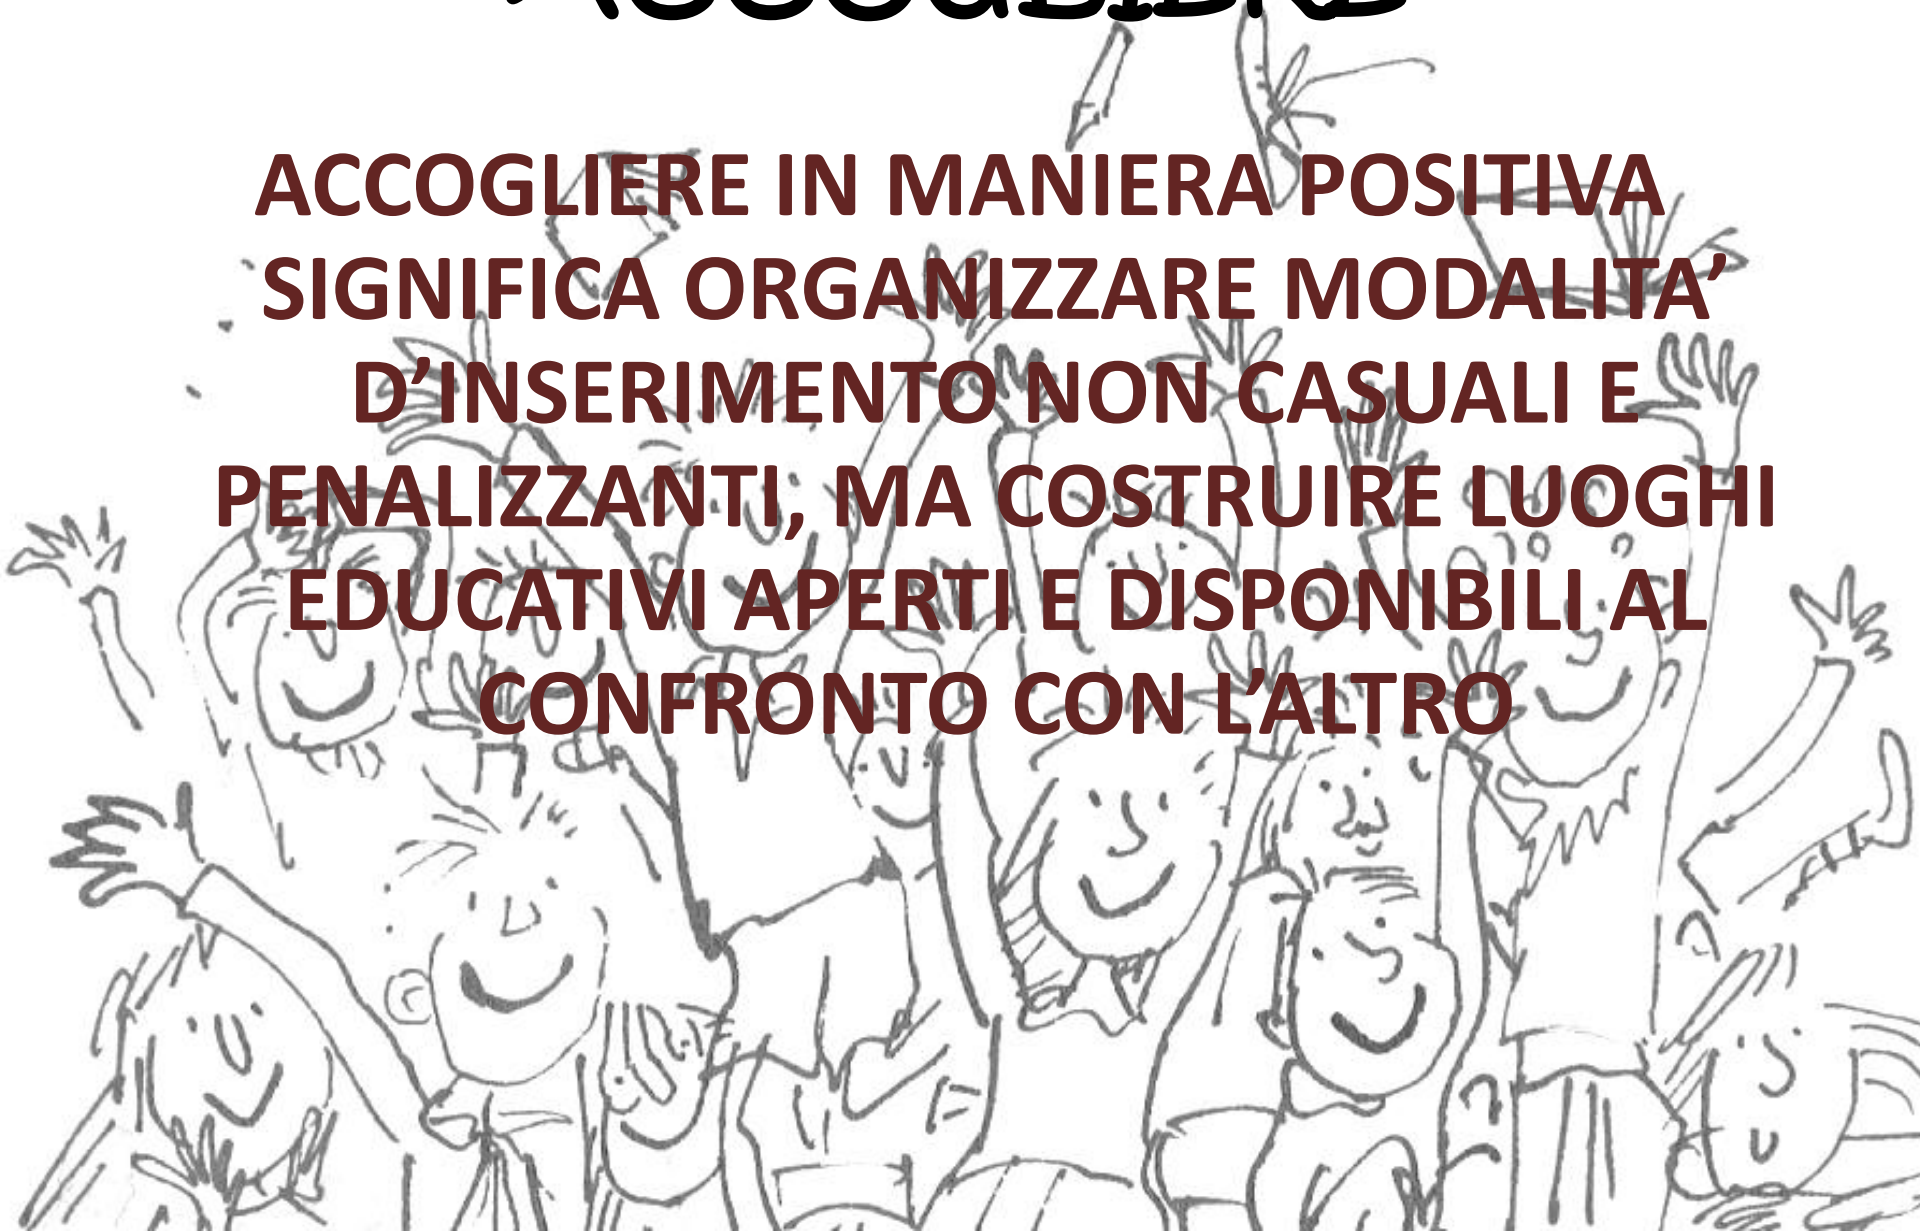 ACCOGLIERE
ACCOGLIERE IN MANIERA POSITIVA
SIGNIFICA ORGANIZZARE MODALITA’
D’INSERIMENTO NON CASUALI E
PENALIZZANTI, MA COSTRUIRE LUOGHI
EDUCATIVI APERTI E DISPONIBILI AL
CONFRONTO CON L’ALTRO